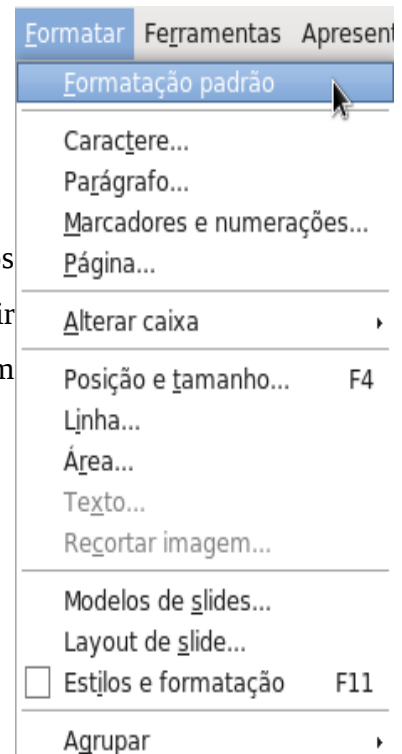 Formatar Ferramentas Apresent
Formatação padrão
Caractere...
Parágrafo...
Marcadores e numerações...
s
Página...
ir
Alterar caixa
m
Posição e tamanho... F4
Linha...
Área...
Texto...
Recortar imagem...
Modelos de slides...
Layout de slide...
Estilos e formatação F11
Agrupar